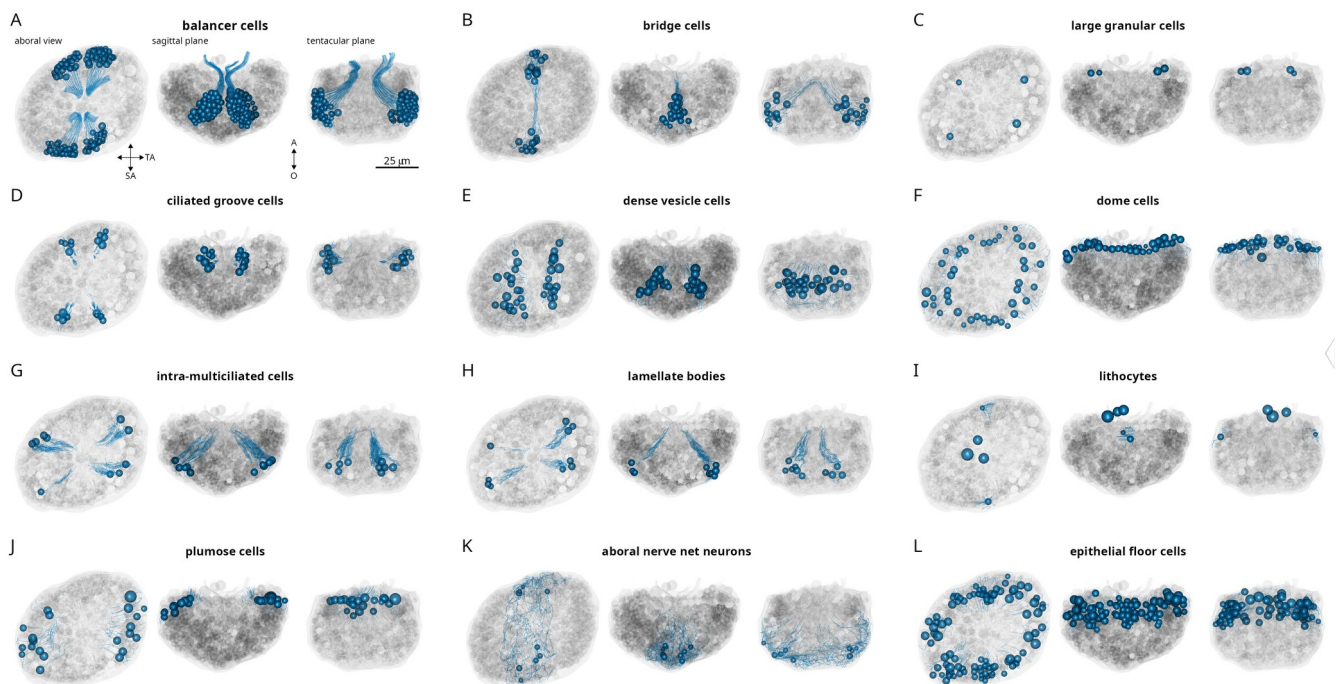 A
balancer cells
aboral view
sagittal plane
tentacular plane
TA
SA
A
O
25 µm
B
bridge cells
C
large granular cells
D
ciliated groove cells
E
dense vesicle cells
F
dome cells
G
intra-multiciliated cells
H
lamellate bodies
I
lithocytes
J
plumose cells
K
aboral nerve net neurons
L
epithelial floor cells